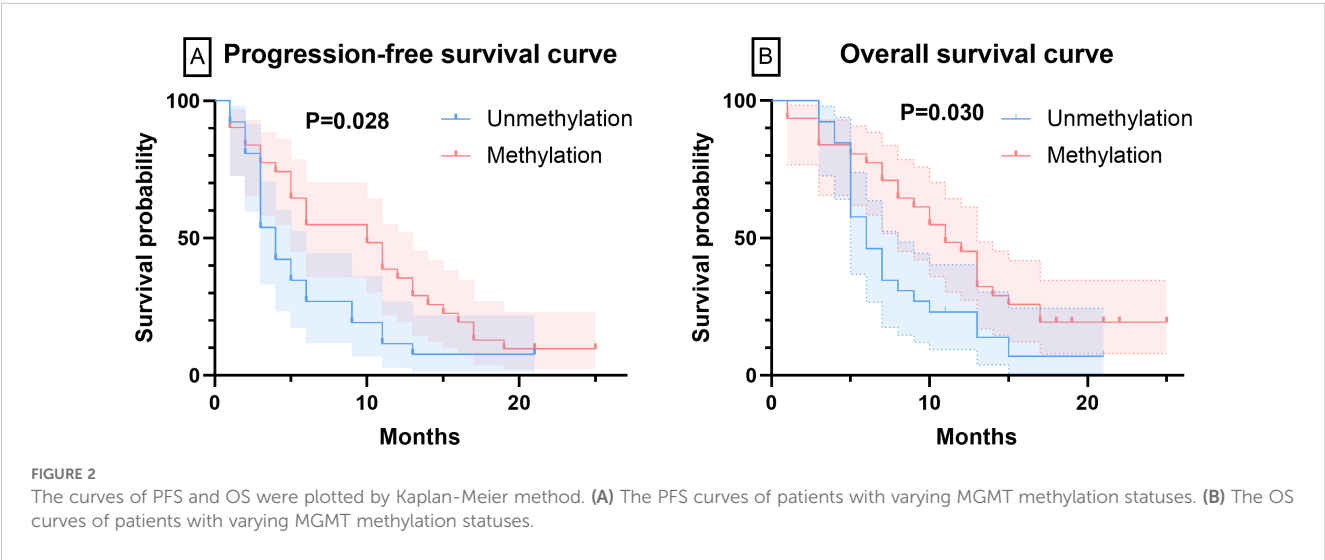 A Progression-free survival curve
100
50
0
Survival probability
P=0.028
Unmethylation
Methylation
0 10 20
Months
B Overall survival curve
100
50
0
Survival probability
P=0.030
Unmethylation
Methylation
0 10 20
Months
FIGURE 2
The curves of PFS and OS were plotted by Kaplan-Meier method. (A) The PFS curves of patients with varying MGMT methylation statuses. (B) The OS
curves of patients with varying MGMT methylation statuses.